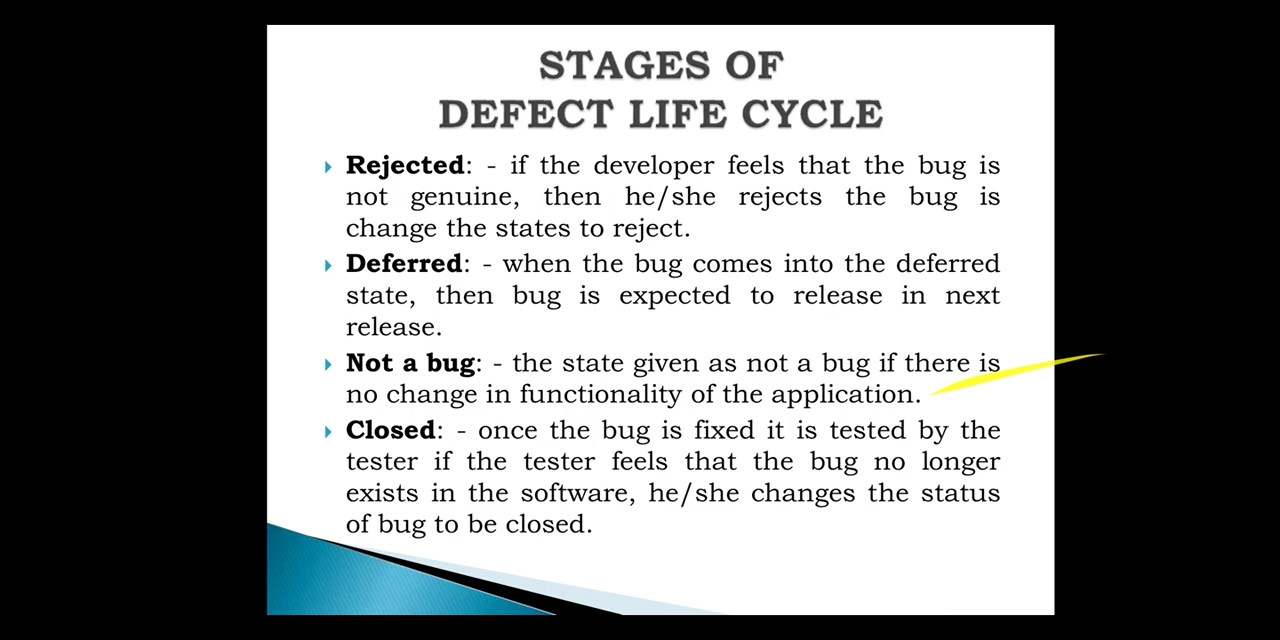 STAGES OF
DEFECT LIFE CYCLE
Rejected: - if the developer feels that the bug is
not genuine, then he/she rejects the bug is
change the states to reject.
Deferred: - when the bug comes into the deferred
state, then bug is expected to release in next
release.
Not a bug: - the state given as not a bug if there is
no change in functionality of the application.
Closed: - once the bug is fixed it is tested by the
tester if the tester feels that the bug no longer
exists in the software, he/she changes the status
of bug to be closed.